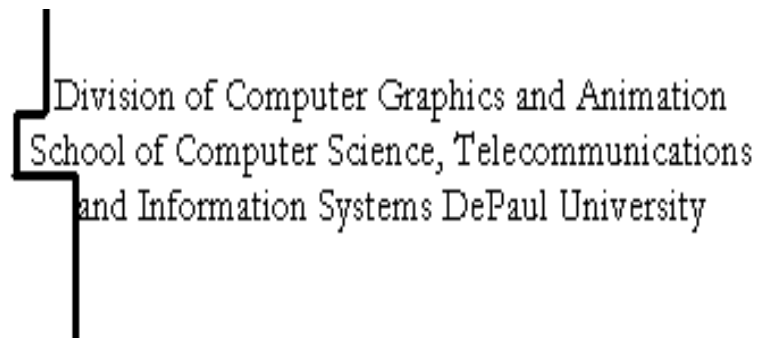 Division of Computer Graphics and Animation
School of Computer Science, Telecommunications
and Information Systems DePaul University